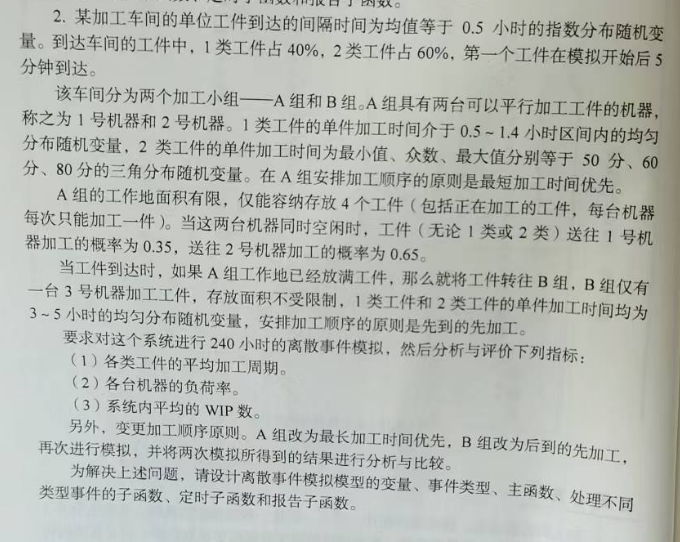 2. 某加工车间的单位工件到达的间隔时间为均值等于 0.5 小时的指数分布随机变
量。到达车间的工件中，1 类工件占 40%，2 类工件占 60%，第一个工件在模拟开始后 5
分钟到达。
该车间分为两个加工小组——A 组和 B 组。A 组具有两台可以平行加工工件的机器，
称之为 1 号机器和 2 号机器。1 类工件的单件加工时间介于 0.5～1.4 小时区间内的均匀
分布随机变量，2 类工件的单件加工时间为最小值、众数、最大值分别等于 50 分、60
分、80 分的三角分布随机变量。在 A 组安排加工顺序的原则是最短加工时间优先。
A 组的工作地面积有限，仅能容纳存放 4 个工件（包括正在加工的工件，每台机器
每次只能加工一件）。当这两台机器同时空闲时，工件（无论 1 类或 2 类）送往 1 号机
器加工的概率为 0.35，送往 2 号机器加工的概率为 0.65。
当工件到达时，如果 A 组工作地已经放满工件，那么就将工件转往 B 组，B 组仅有
一台 3 号机器加工工件，存放面积不受限制，1 类工件和 2 类工件的单件加工时间均为
3～5 小时的均匀分布随机变量，安排加工顺序的原则是先到的先加工。
要求对这个系统进行 240 小时的离散事件模拟，然后分析与评价下列指标：
（1）各类工件的平均加工周期。
（2）各台机器的负荷率。
（3）系统内平均的 WIP 数。
另外，变更加工顺序原则。A 组改为最长加工时间优先，B 组改为后到的先加工，
再次进行模拟，并将两次模拟所得到的结果进行分析与比较。
为解决上述问题，请设计离散事件模拟模型的变量、事件类型、主函数、处理不同
类型事件的子函数、定时子函数和报告子函数。